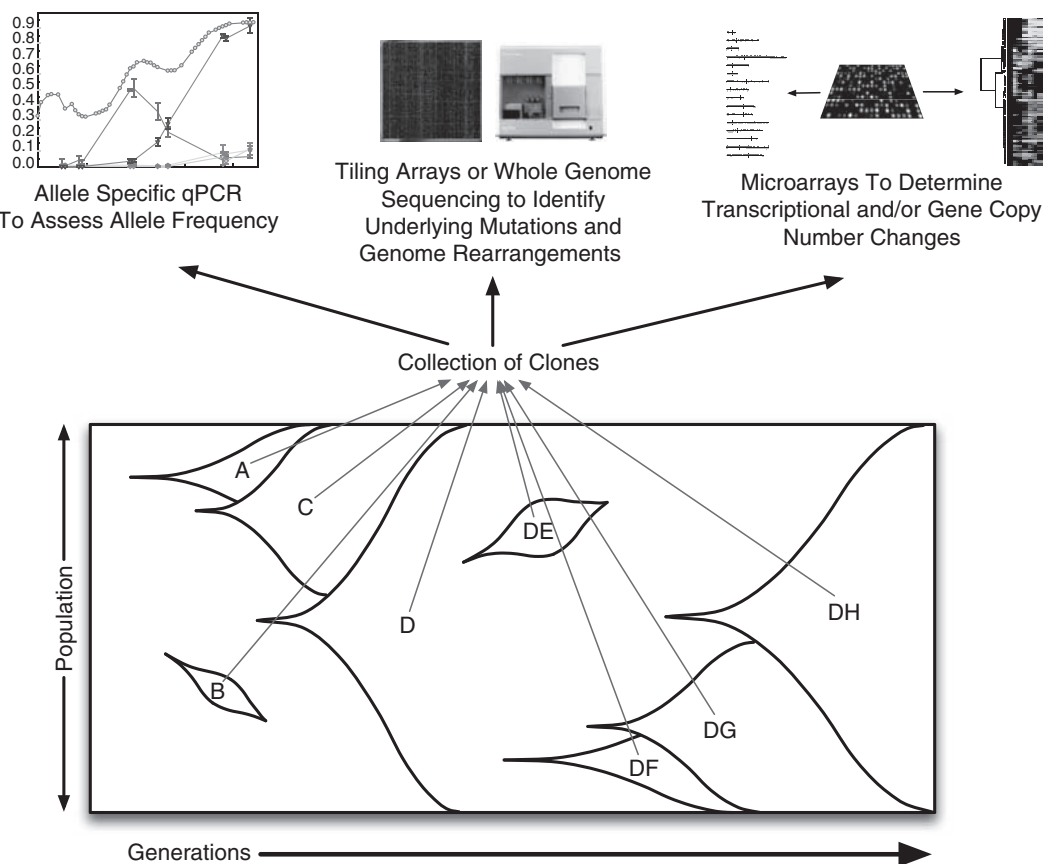 0.9
0.8
0.7
0.6
0.5
0.4
0.3
0.2
0.1
0.0
Allele Specific qPCR
To Assess Allele Frequency
Tiling Arrays or Whole Genome
Sequencing to Identify
Underlying Mutations and
Genome Rearrangements
Microarrays To Determine
Transcriptional and/or Gene Copy
Number Changes
Collection of Clones
A
C
DE
D
DH
B
DG
DF
Population
Generations